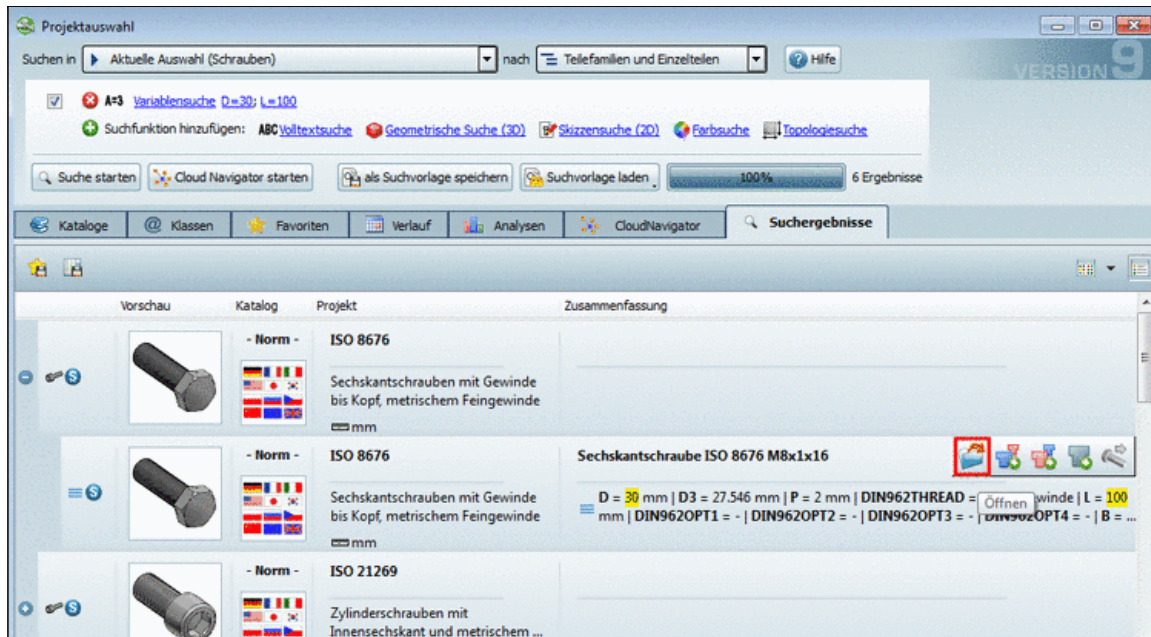 Projektauswahl
Suchen in Aktuelle Auswahl (Schrauben) nach Teilefamilien und Einzelteilen Hilfe
VERSION 9
A=3 Variablensuche D=30; L=100
Suchfunktion hinzufügen: ABC Volltextsuche Geometrische Suche (3D) Skizzensuche (2D) Farbsuche Topologiesuche
Suche starten Cloud Navigator starten als Suchvorlage speichern Suchvorlage laden 100% 6 Ergebnisse
Kataloge Klassen Favoriten Verlauf Analysen CloudNavigator Suchergebnisse
Vorschau Katalog Projekt Zusammenfassung
- Norm - ISO 8676
Sechskantschrauben mit Gewinde
bis Kopf, metrischem Feingewinde
mm
- Norm - ISO 8676 Sechskantschraube ISO 8676 M8x1x16
Sechskantschrauben mit Gewinde
bis Kopf, metrischem Feingewinde
mm
D = 30 mm | D3 = 27.546 mm | P = 2 mm | DIN962THREAD = winde | L = 100
mm | DIN962OPT1 = - | DIN962OPT2 = - | DIN962OPT3 = - | DIN962OPT4 = - | B = ...
Öffnen
- Norm - ISO 21269
Zylinderschrauben mit
Innensechskant und metrischem ...